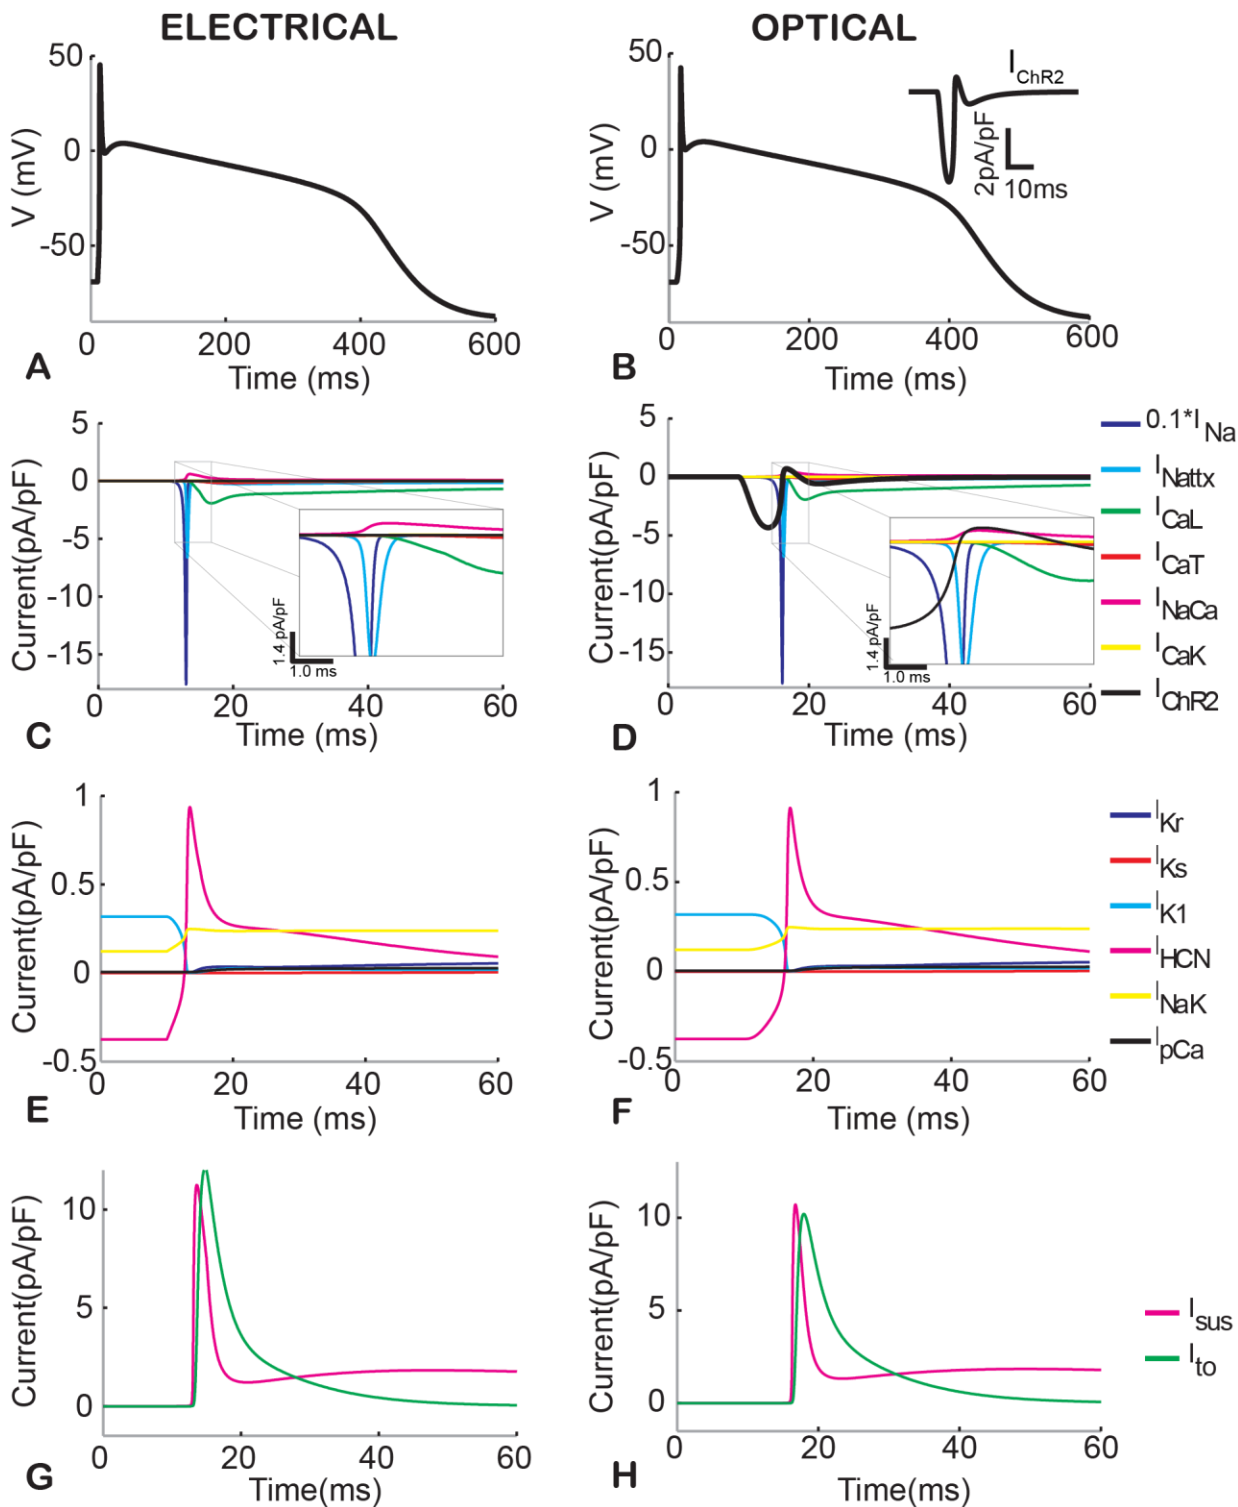 ELECTRICAL
OPTICAL
50
0
-50
V (mV)
0 200 400 600
Time (ms)
A
50
0
-50
V (mV)
0 200 400 600
Time (ms)
B
I ChR2
2pA/pF
10ms
5
0
-5
-10
-15
Current(pA/pF)
1.4 pA/pF
1.0 ms
0 20 40 60
Time (ms)
C
5
0
-5
-10
-15
Current(pA/pF)
1.4 pA/pF
1.0 ms
0 20 40 60
Time (ms)
D
0.1*I Na
I Nattx
I CaL
I CaT
I NaCa
I CaK
I ChR2
1
0.5
0
-0.5
Current(pA/pF)
0 20 40 60
Time (ms)
E
1
0.5
0
-0.5
Current(pA/pF)
0 20 40 60
Time (ms)
F
I Kr
I Ks
I K1
I HCN
I NaK
I pCa
10
5
0
Current(pA/pF)
0 20 40 60
Time(ms)
G
10
5
0
Current(pA/pF)
0 20 40 60
Time(ms)
H
I sus
I to